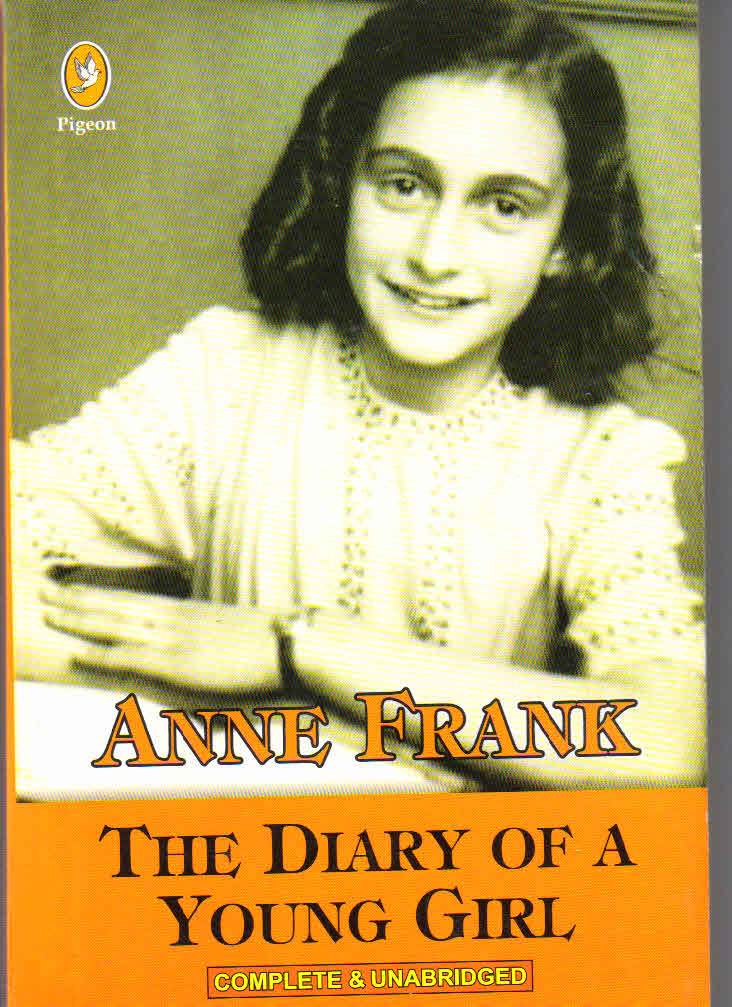 Pigeon
ANNE FRANK
THE DIARY OF A
YOUNG GIRL
COMPLETE & UNABRIDGED